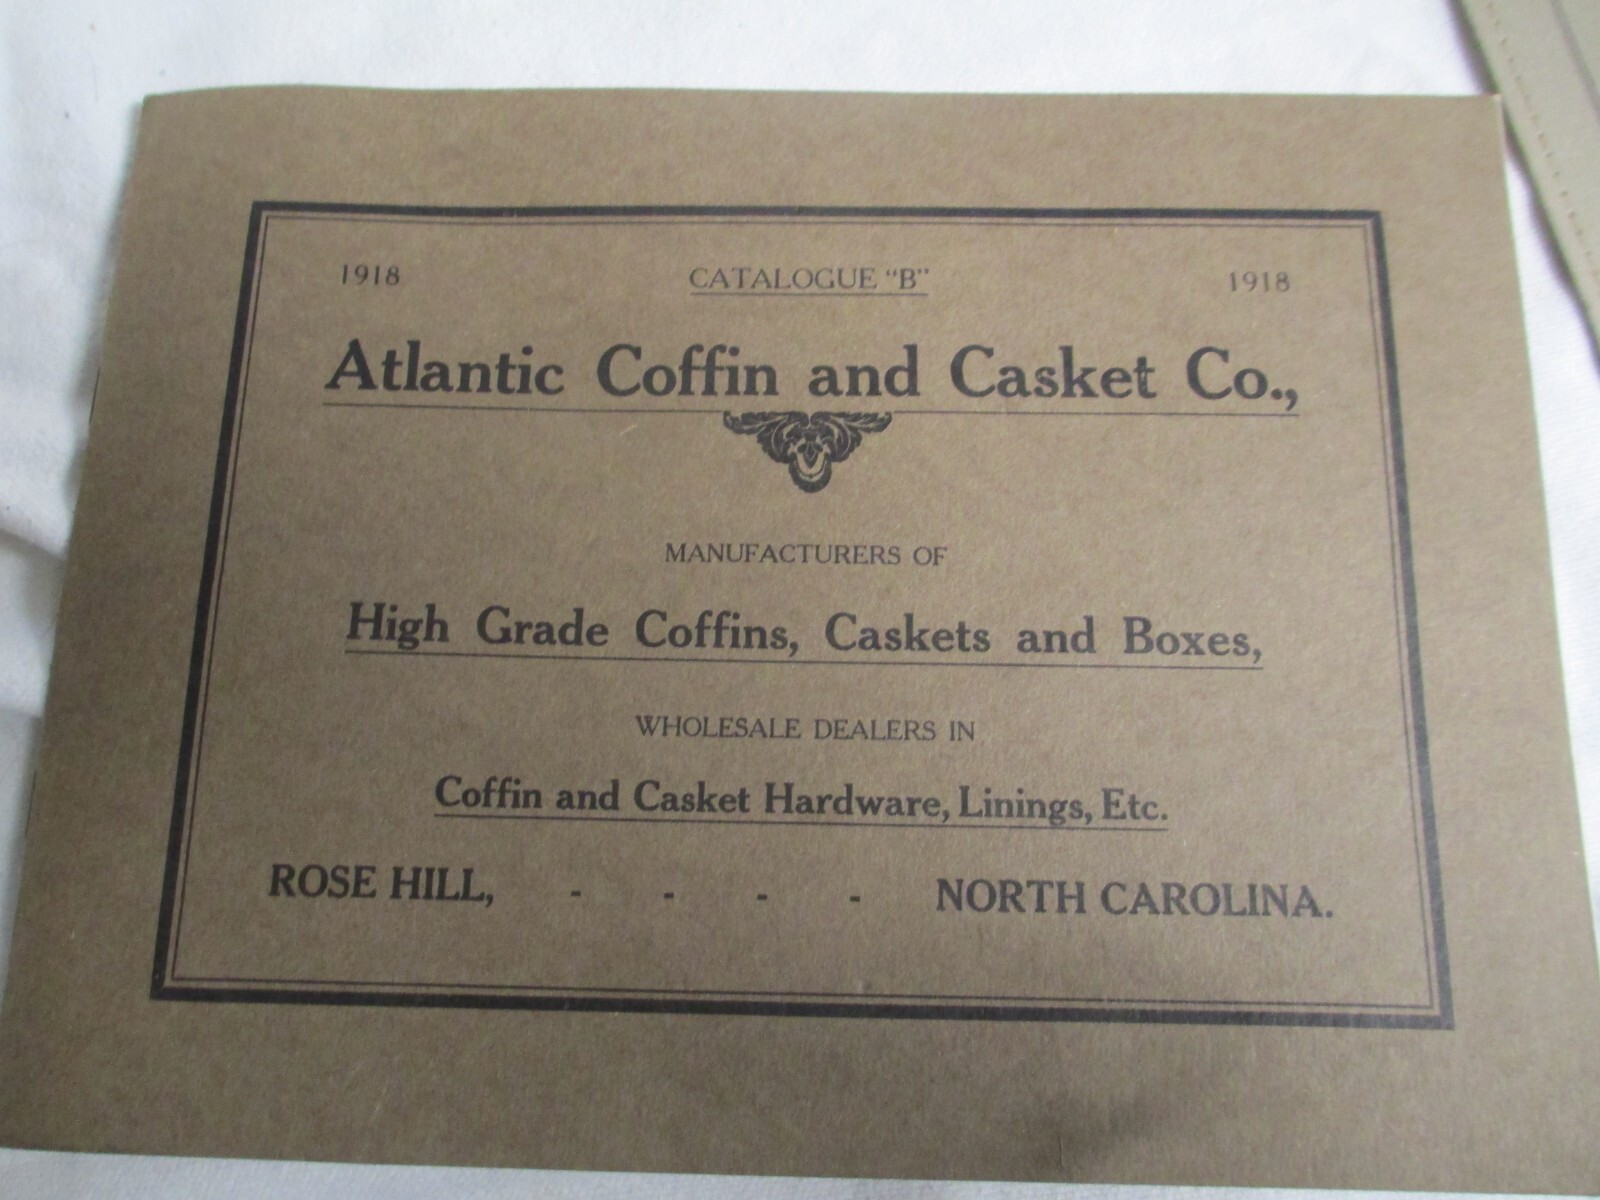 1918 CATALOGUE "B" 1918
Atlantic Coffin and Casket Co.,
MANUFACTURERS OF
High Grade Coffins, Caskets and Boxes,
WHOLESALE DEALERS IN
Coffin and Casket Hardware, Linings, Etc.
ROSE HILL, - - - - NORTH CAROLINA.